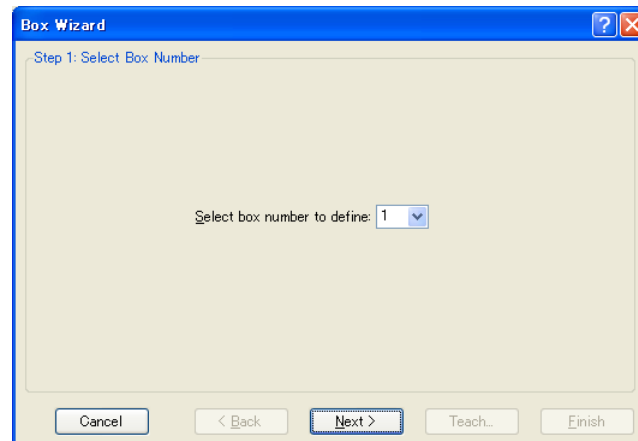 Box Wizard
Step 1: Select Box Number
Select box number to define: 1
Cancel < Back Next > Teach... Finish